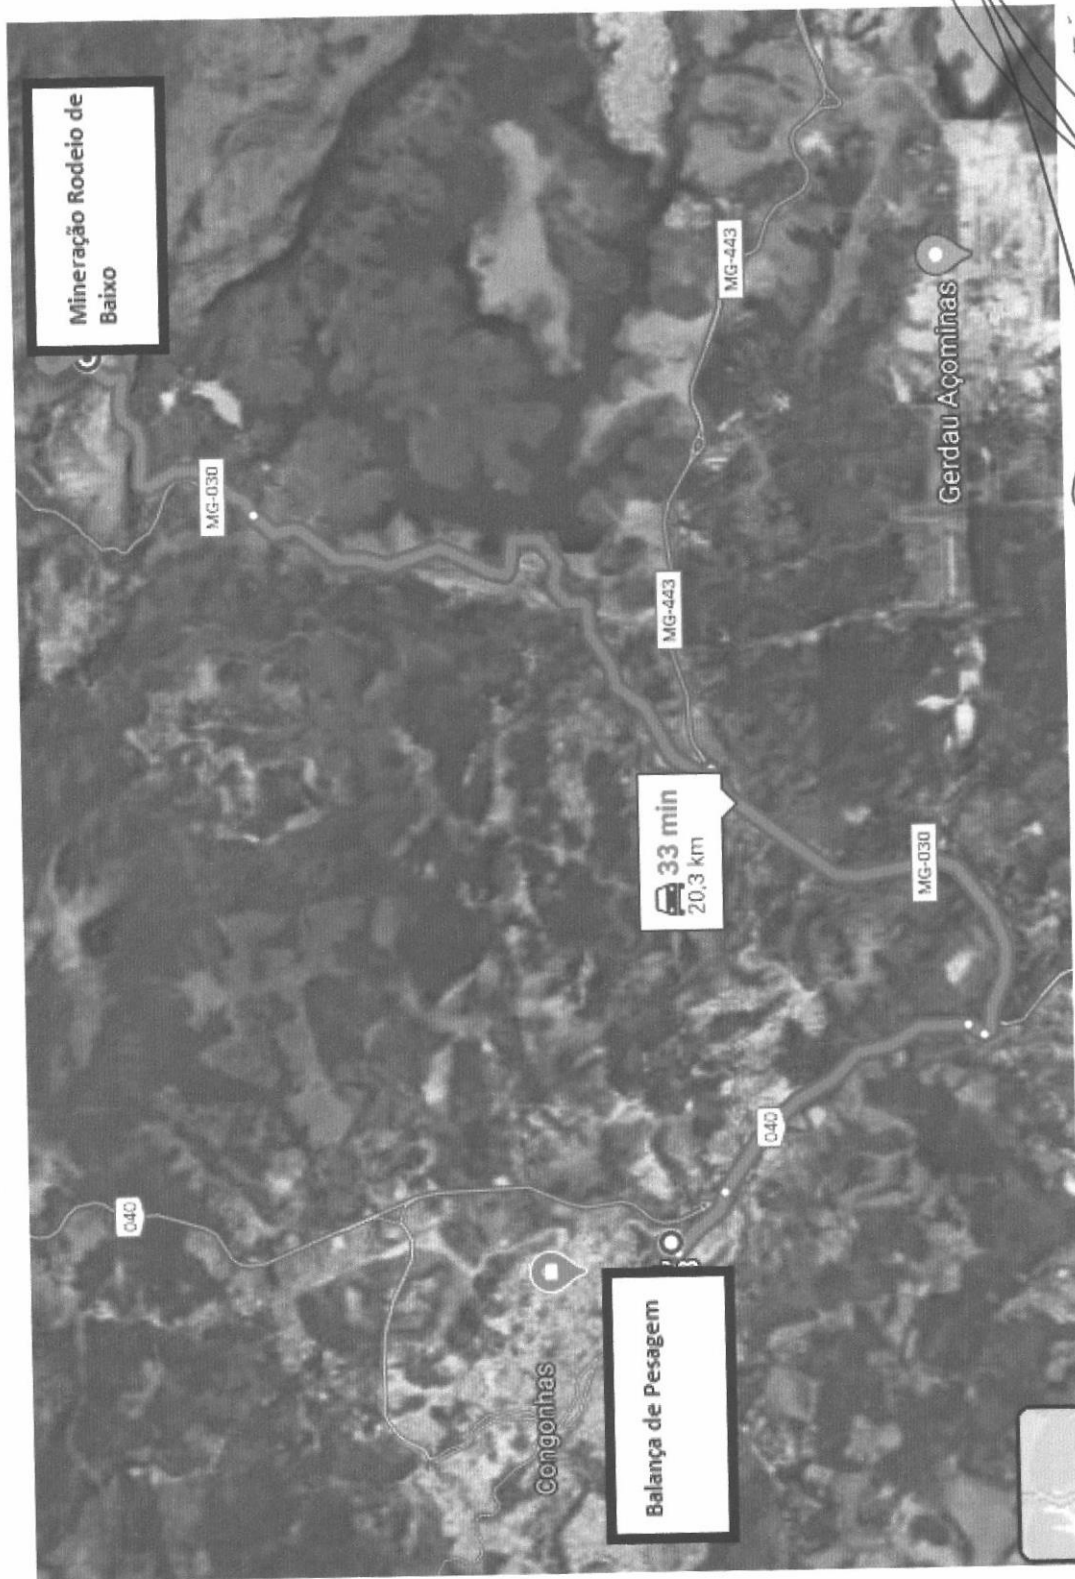 Mineração Rodeio de
Baixo
040
MG-030
Congonhas
Balança de Pesagem
33 min
20,3 km
MG-443
MG-443
040
MG-030
Gerdau Açominas